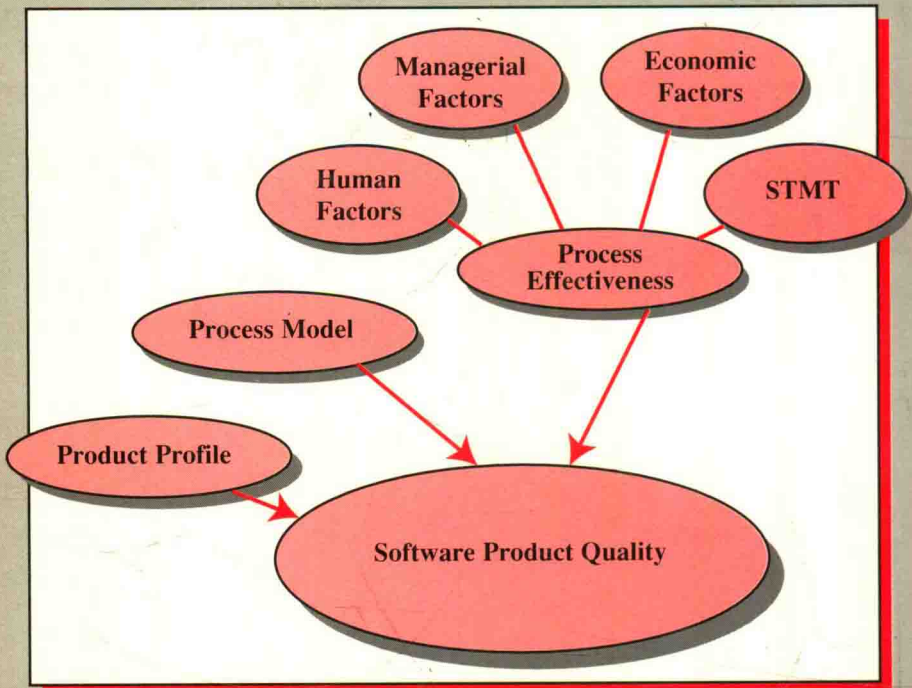 Managerial
Factors
Economic
Factors
Human
Factors
STMT
Process
Effectiveness
Process Model
Product Profile
Software Product Quality